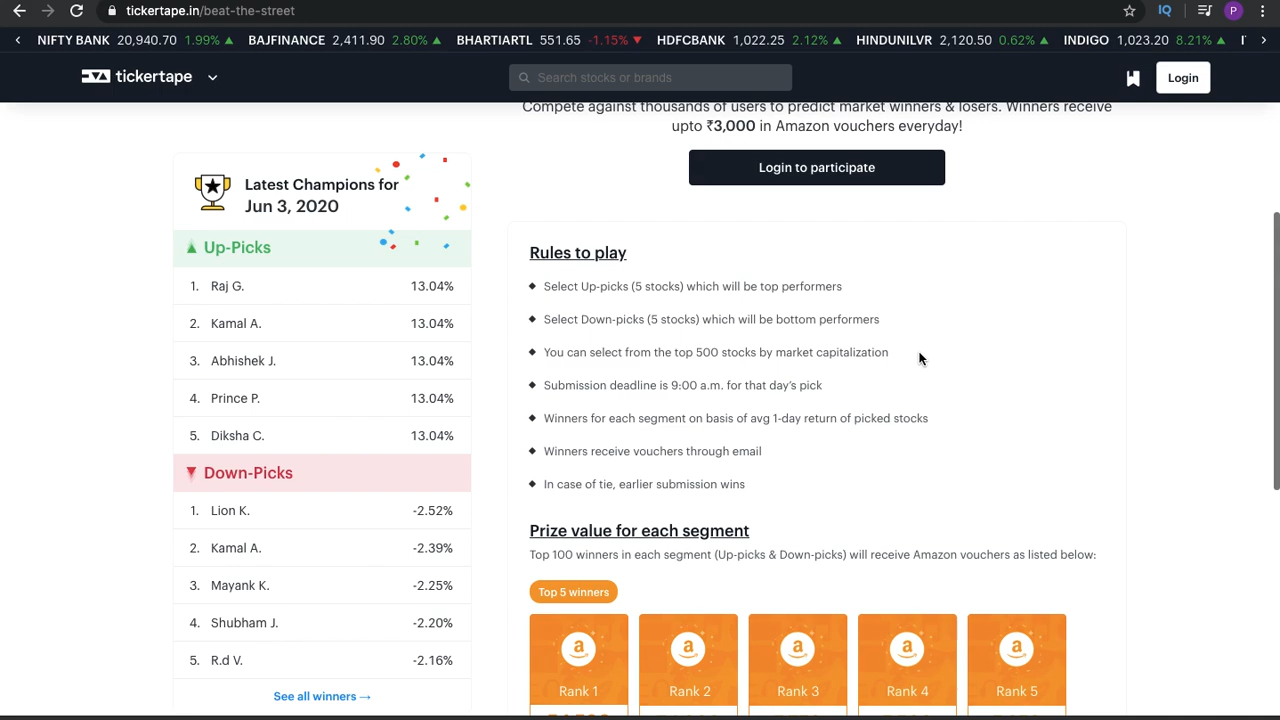 tickertape.in/beat-the-street
IQ
P
NIFTY BANK 20,940.70 1.99% ▲ BAJFINANCE 2,411.90 2.80% ▲ BHARTIARTL 551.65 -1.15% ▼ HDFCBANK 1,022.25 2.12% ▲ HINDUNILVR 2,120.50 0.62% ▲ INDIGO 1,023.20 8.21% ▲
tickertape
Search stocks or brands
Login
Compete against thousands of users to predict market winners & losers. Winners receive
upto ₹3,000 in Amazon vouchers everyday!
Login to participate
Latest Champions for
Jun 3, 2020
▲ Up-Picks
1. Raj G. 13.04%
2. Kamal A. 13.04%
3. Abhishek J. 13.04%
4. Prince P. 13.04%
5. Diksha C. 13.04%
▼ Down-Picks
1. Lion K. -2.52%
2. Kamal A. -2.39%
3. Mayank K. -2.25%
4. Shubham J. -2.20%
5. R.d V. -2.16%
See all winners →
Rules to play
◆ Select Up-picks (5 stocks) which will be top performers
◆ Select Down-picks (5 stocks) which will be bottom performers
◆ You can select from the top 500 stocks by market capitalization
◆ Submission deadline is 9:00 a.m. for that day's pick
◆ Winners for each segment on basis of avg 1-day return of picked stocks
◆ Winners receive vouchers through email
◆ In case of tie, earlier submission wins
Prize value for each segment
Top 100 winners in each segment (Up-picks & Down-picks) will receive Amazon vouchers as listed below:
Top 5 winners
a a a a a
Rank 1 Rank 2 Rank 3 Rank 4 Rank 5